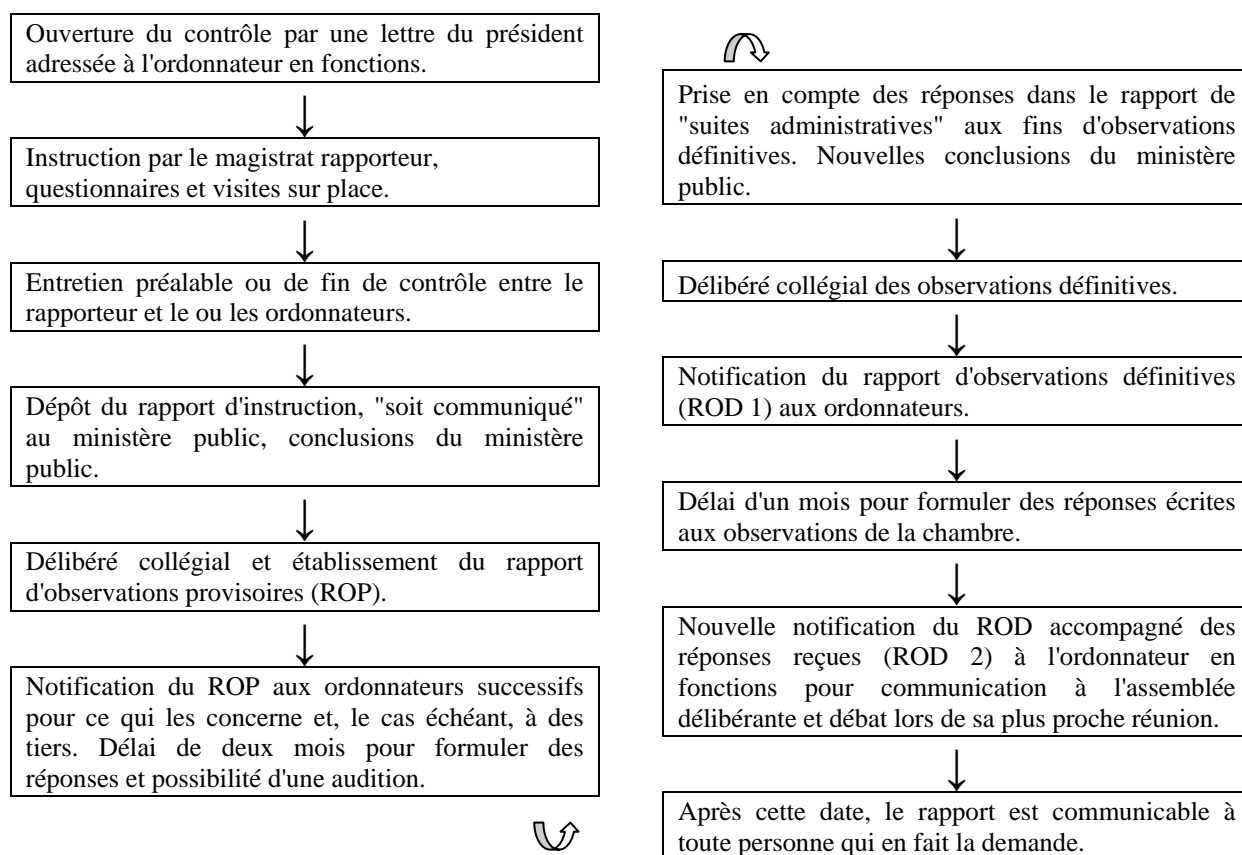 Ouverture du contrôle par une lettre du président
adressée à l'ordonnateur en fonctions.
Instruction par le magistrat rapporteur,
questionnaires et visites sur place.
Entretien préalable ou de fin de contrôle entre le
rapporteur et le ou les ordonnateurs.
Dépôt du rapport d'instruction, "soit communiqué"
au ministère public, conclusions du ministère
public.
Délibéré collégial et établissement du rapport
d'observations provisoires (ROP).
Notification du ROP aux ordonnateurs successifs
pour ce qui les concerne et, le cas échéant, à des
tiers. Délai de deux mois pour formuler des
réponses et possibilité d'une audition.
Prise en compte des réponses dans le rapport de
"suites administratives" aux fins d'observations
définitives. Nouvelles conclusions du ministère
public.
Délibéré collégial des observations définitives.
Notification du rapport d'observations définitives
(ROD 1) aux ordonnateurs.
Délai d'un mois pour formuler des réponses écrites
aux observations de la chambre.
Nouvelle notification du ROD accompagné des
réponses reçues (ROD 2) à l'ordonnateur en
fonctions pour communication à l'assemblée
délibérante et débat lors de sa plus proche réunion.
Après cette date, le rapport est communicable à
toute personne qui en fait la demande.